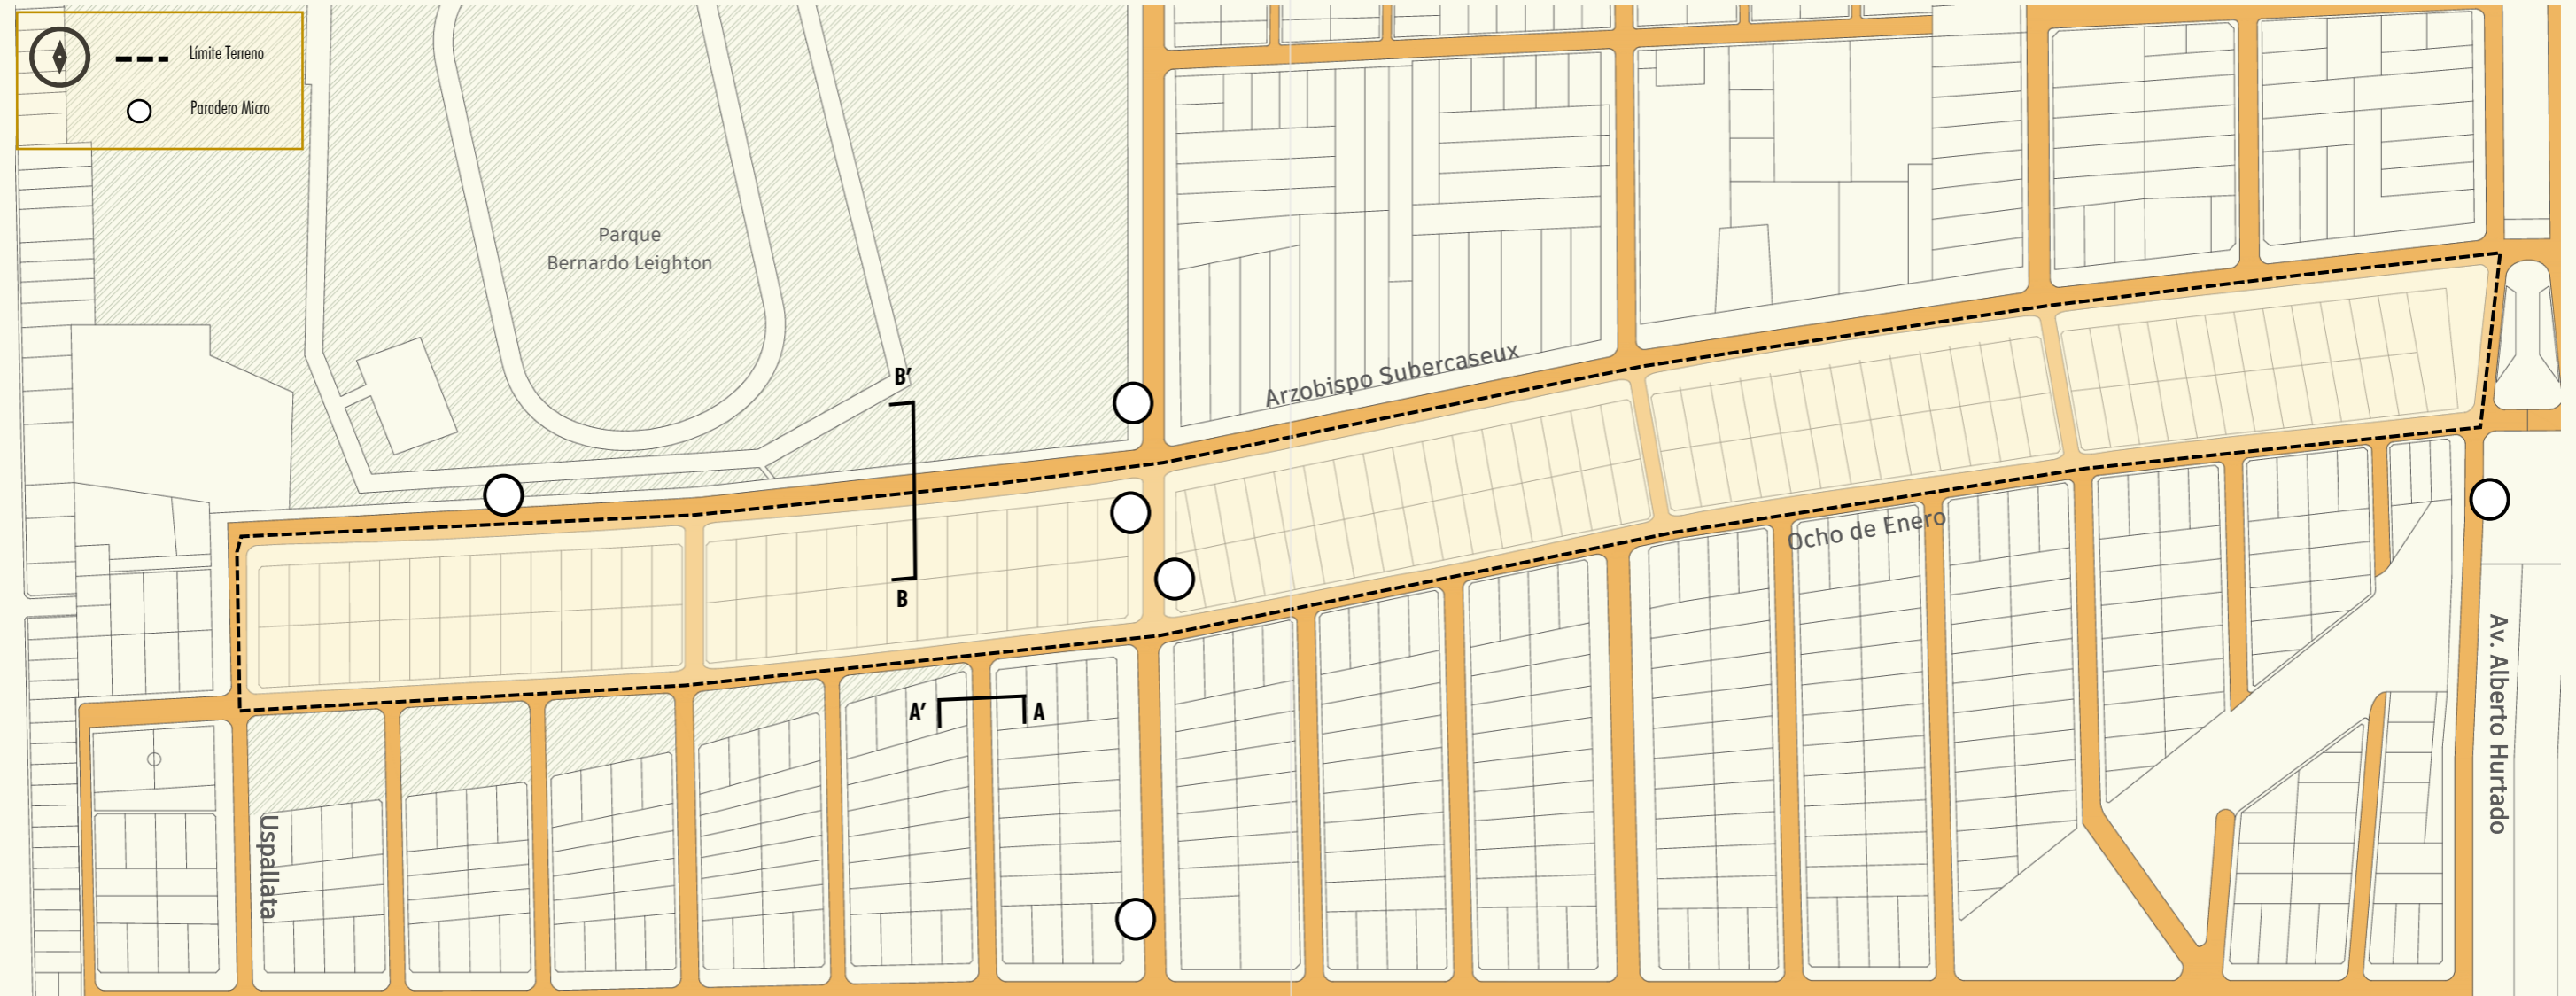 Límite Terreno
Paradero Micro
Parque
Bernardo Leighton
B'
Arzobispo Subercaseux
B
Ocho de Enero
A'
A
Uspallata
Av. Alberto Hurtado